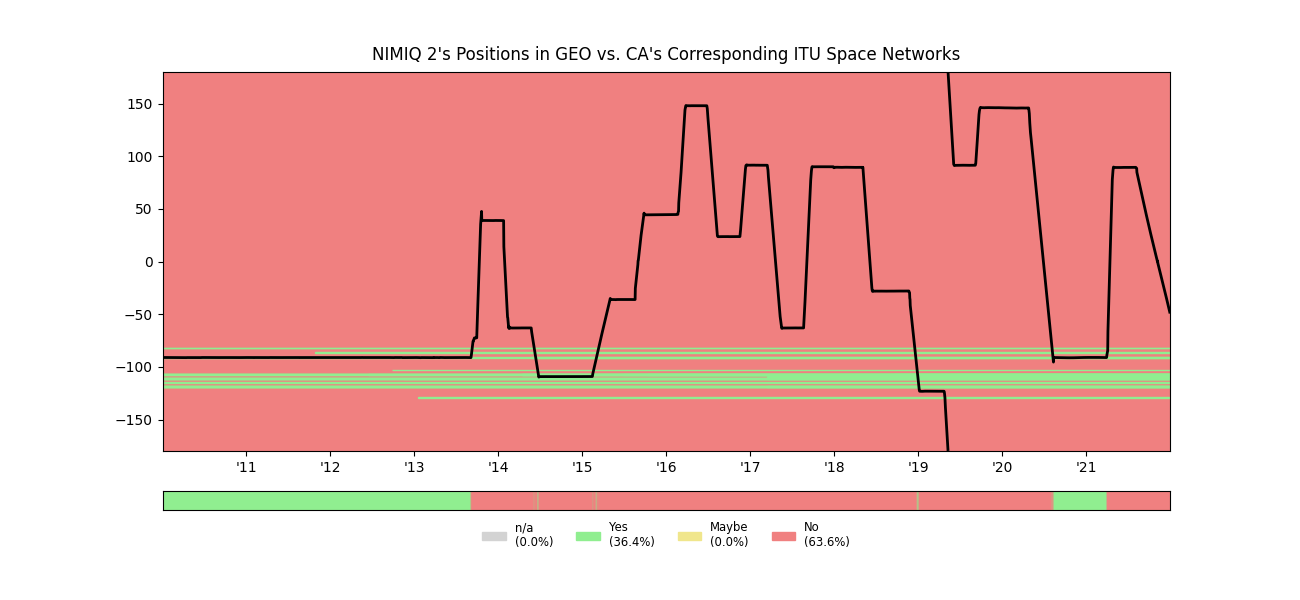 NIMIQ 2's Positions in GEO vs. CA's Corresponding ITU Space Networks
150
100
50
0
−50
−100
−150
'11 '12 '13 '14 '15 '16 '17 '18 '19 '20 '21
n/a Yes Maybe No
(0.0%) (36.4%) (0.0%) (63.6%)